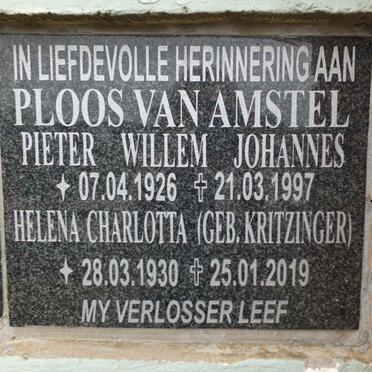 IN LIEFDEVOLLE HERINNERING AAN
PLOOS VAN AMSTEL
PIETER WILLEM JOHANNES
✦ 07.04.1926 ✝ 21.03.1997
HELENA CHARLOTTA (GEB. KRITZINGER)
✦ 28.03.1930 ✝ 25.01.2019
MY VERLOSSER LEEF